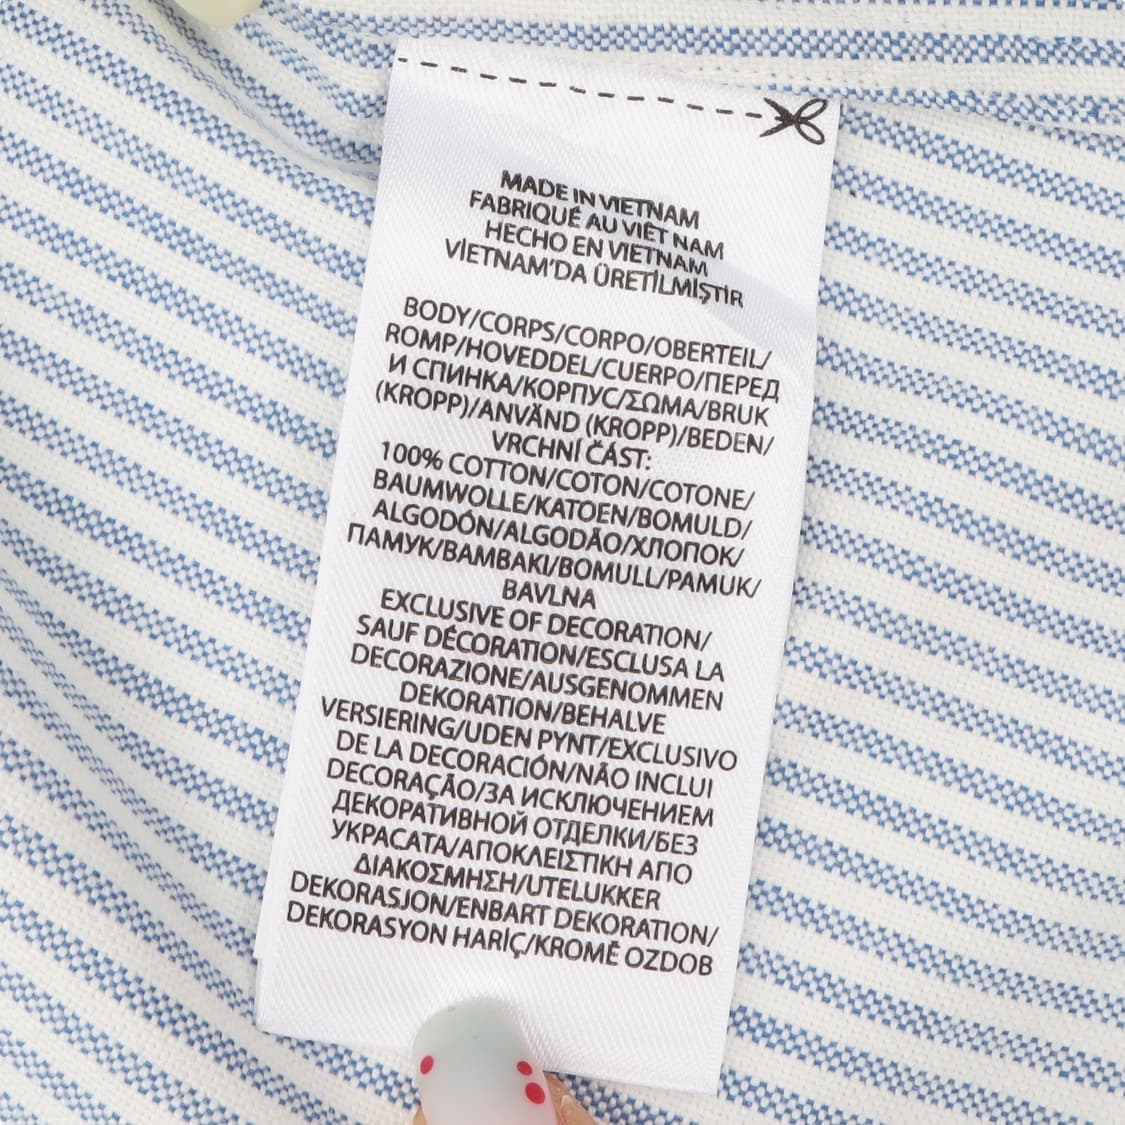 MADE IN VIETNAM
FABRIQUÉ AU VIÊT NAM
HECHO EN VIETNAM
VİETNAM'DA ÜRETİLMİŞTİR
BODY/CORPS/CORPO/OBERTEIL/
ROMP/HOVEDDEL/CUERPO/ПЕРЕД
И СПИНКА/КОРПУС/ΣΩΜΑ/BRUK
(KROPP)/ANVÄND (KROPP)/BEDEN/
VRCHNÍ ČÁST:
100% COTTON/COTON/COTONE/
BAUMWOLLE/KATOEN/BOMULD/
ALGODÓN/ALGODÃO/ХЛОПОК/
ПАМУК/ΒΑΜΒΑΚΙ/BOMULL/PAMUK/
BAVLNA
EXCLUSIVE OF DECORATION/
SAUF DÉCORATION/ESCLUSA LA
DECORAZIONE/AUSGENOMMEN
DEKORATION/BEHALVE
VERSIERING/UDEN PYNT/EXCLUSIVO
DE LA DECORACIÓN/NÃO INCLUI
DECORAÇÃO/ЗА ИСКЛЮЧЕНИЕМ
ДЕКОРАТИВНОЙ ОТДЕЛКИ/БЕЗ
УКРАСАТА/ΑΠΟΚΛΕΙΣΤΙΚΗ ΑΠΟ
ΔΙΑΚΟΣΜΗΣΗ/UTELUKKER
DEKORASJON/ENBART DEKORATION/
DEKORASYON HARİÇ/KROMĚ OZDOB